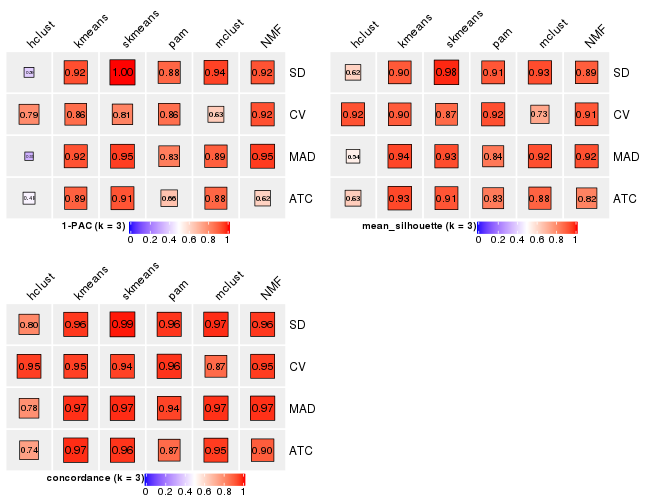 hclust kmeans skmeans pam mclust NMF
0.92 1.00 0.88 0.94 0.92 SD
0.79 0.86 0.81 0.86 0.63 0.92 CV
0.92 0.95 0.83 0.89 0.95 MAD
0.41 0.89 0.91 0.66 0.88 0.62 ATC
1-PAC (k = 3)
0 0.2 0.4 0.6 0.8 1
hclust kmeans skmeans pam mclust NMF
0.62 0.90 0.98 0.91 0.93 0.89 SD
0.92 0.90 0.87 0.92 0.73 0.91 CV
0.54 0.94 0.93 0.84 0.92 0.92 MAD
0.63 0.93 0.91 0.83 0.88 0.82 ATC
mean_silhouette (k = 3)
0 0.2 0.4 0.6 0.8 1
hclust kmeans skmeans pam mclust NMF
0.80 0.96 0.99 0.96 0.97 0.96 SD
0.95 0.95 0.94 0.96 0.87 0.95 CV
0.78 0.97 0.97 0.94 0.97 0.97 MAD
0.74 0.97 0.96 0.87 0.95 0.90 ATC
concordance (k = 3)
0 0.2 0.4 0.6 0.8 1